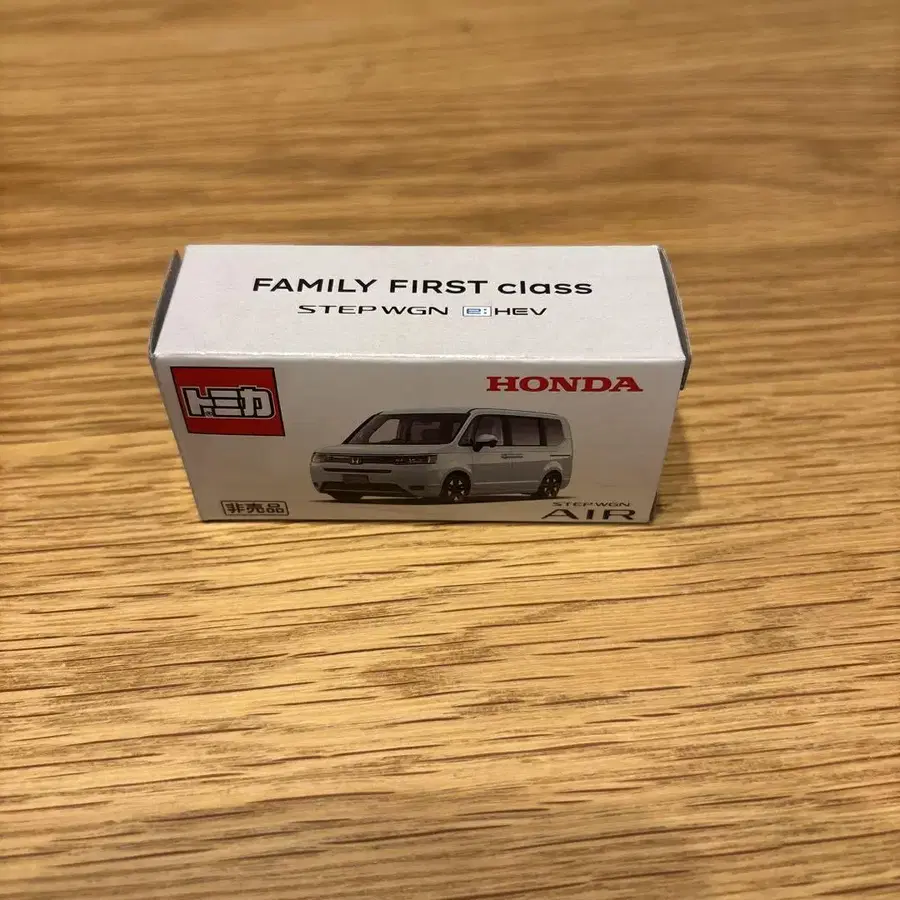 FAMILY FIRST class
STEP WGN e:HEV
トミカ
HONDA
非売品
STEP WGN
AIR